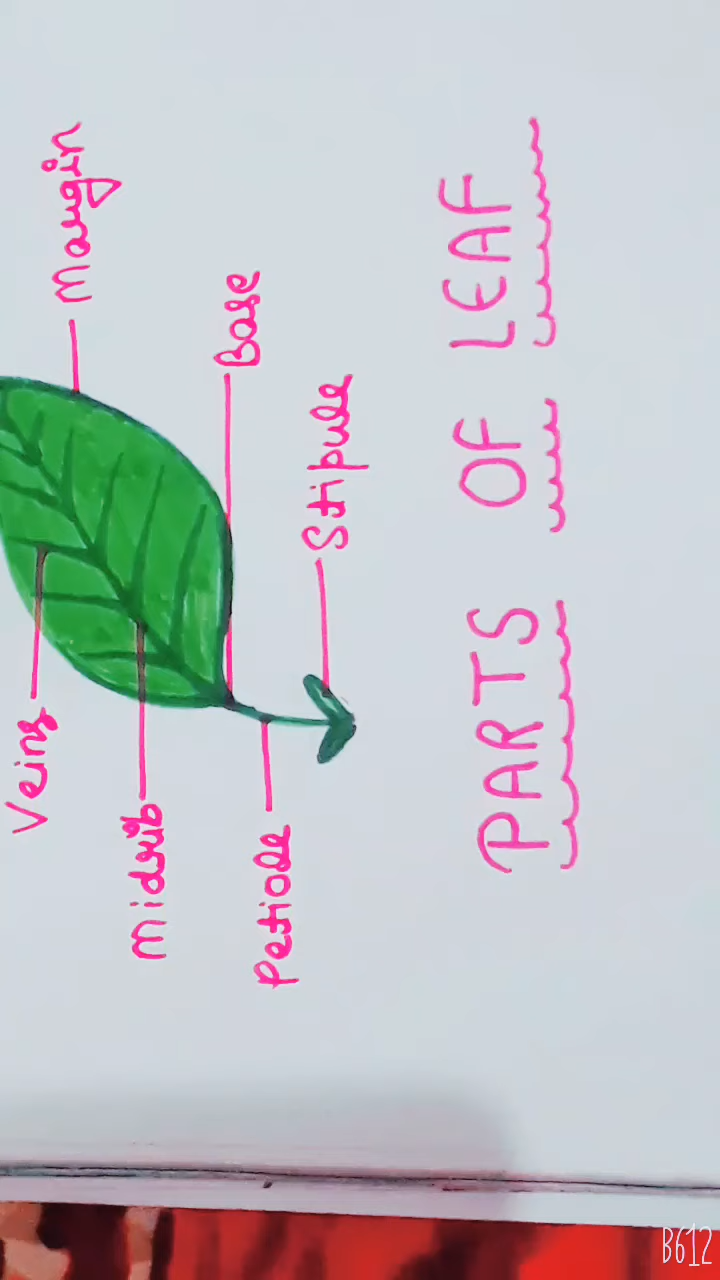 Veins
Margin
Midrib
Base
Petiole
Stipule
PARTS OF LEAF
B612